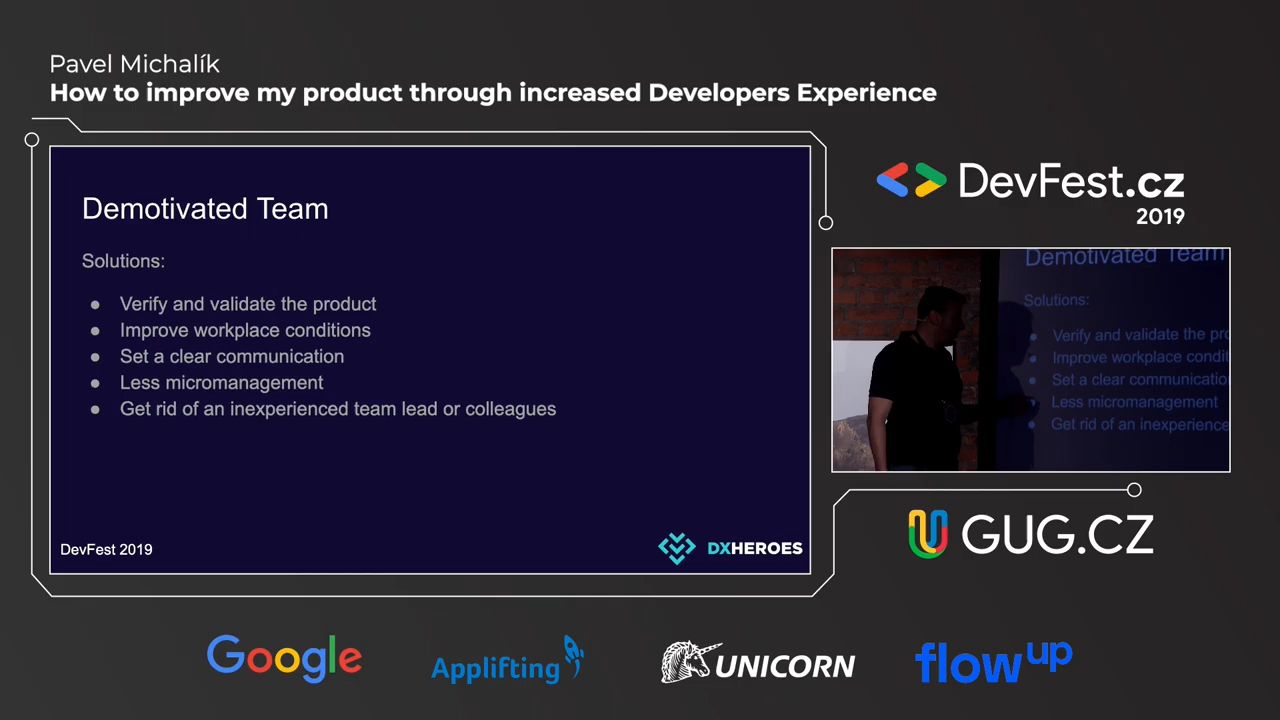 Pavel Michalík
How to improve my product through increased Developers Experience
Demotivated Team
Solutions:
● Verify and validate the product
● Improve workplace conditions
● Set a clear communication
● Less micromanagement
● Get rid of an inexperienced team lead or colleagues
DevFest 2019
DXHEROES
DevFest.cz
2019
Demotivated Team
Solutions:
● Verify and validate the pro
● Improve workplace condit
● Set a clear communicatio
● Less micromanagement
● Get rid of an inexperience
GUG.CZ
Google
Applifting
UNICORN
flowup